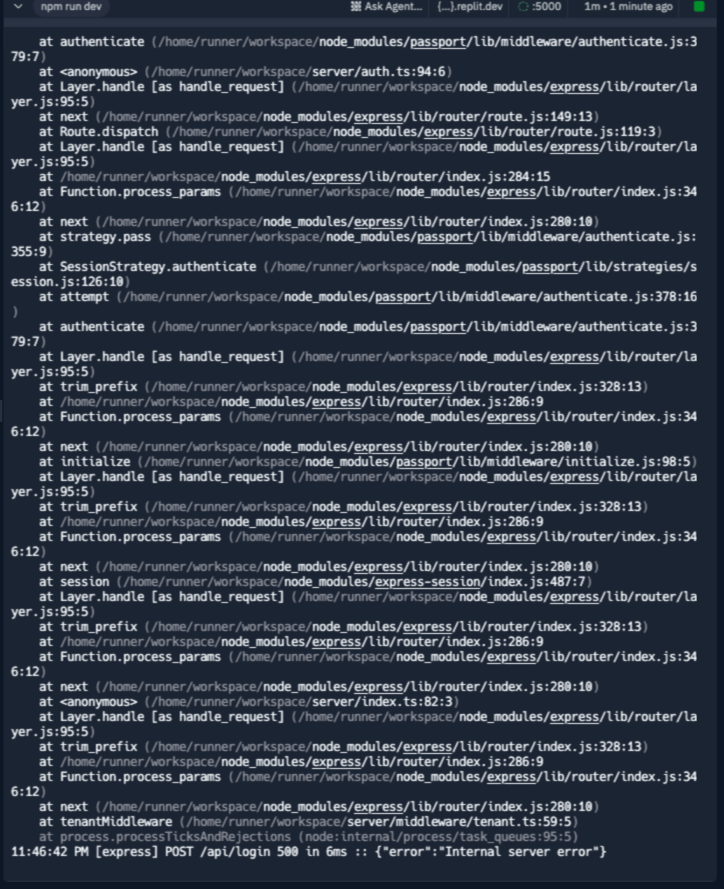 npm run dev
Ask Agent... {...}.replit.dev :5000 1m • 1 minute ago
at authenticate (/home/runner/workspace/node_modules/passport/lib/middleware/authenticate.js:3
79:7)
at <anonymous> (/home/runner/workspace/server/auth.ts:94:6)
at Layer.handle [as handle_request] (/home/runner/workspace/node_modules/express/lib/router/la
yer.js:95:5)
at next (/home/runner/workspace/node_modules/express/lib/router/route.js:149:13)
at Route.dispatch (/home/runner/workspace/node_modules/express/lib/router/route.js:119:3)
at Layer.handle [as handle_request] (/home/runner/workspace/node_modules/express/lib/router/la
yer.js:95:5)
at /home/runner/workspace/node_modules/express/lib/router/index.js:284:15
at Function.process_params (/home/runner/workspace/node_modules/express/lib/router/index.js:34
6:12)
at next (/home/runner/workspace/node_modules/express/lib/router/index.js:280:10)
at strategy.pass (/home/runner/workspace/node_modules/passport/lib/middleware/authenticate.js:
355:9)
at SessionStrategy.authenticate (/home/runner/workspace/node_modules/passport/lib/strategies/s
ession.js:126:10)
at attempt (/home/runner/workspace/node_modules/passport/lib/middleware/authenticate.js:378:16
)
at authenticate (/home/runner/workspace/node_modules/passport/lib/middleware/authenticate.js:3
79:7)
at Layer.handle [as handle_request] (/home/runner/workspace/node_modules/express/lib/router/la
yer.js:95:5)
at trim_prefix (/home/runner/workspace/node_modules/express/lib/router/index.js:328:13)
at /home/runner/workspace/node_modules/express/lib/router/index.js:286:9
at Function.process_params (/home/runner/workspace/node_modules/express/lib/router/index.js:34
6:12)
at next (/home/runner/workspace/node_modules/express/lib/router/index.js:280:10)
at initialize (/home/runner/workspace/node_modules/passport/lib/middleware/initialize.js:98:5)
at Layer.handle [as handle_request] (/home/runner/workspace/node_modules/express/lib/router/la
yer.js:95:5)
at trim_prefix (/home/runner/workspace/node_modules/express/lib/router/index.js:328:13)
at /home/runner/workspace/node_modules/express/lib/router/index.js:286:9
at Function.process_params (/home/runner/workspace/node_modules/express/lib/router/index.js:34
6:12)
at next (/home/runner/workspace/node_modules/express/lib/router/index.js:280:10)
at session (/home/runner/workspace/node_modules/express-session/index.js:487:7)
at Layer.handle [as handle_request] (/home/runner/workspace/node_modules/express/lib/router/la
yer.js:95:5)
at trim_prefix (/home/runner/workspace/node_modules/express/lib/router/index.js:328:13)
at /home/runner/workspace/node_modules/express/lib/router/index.js:286:9
at Function.process_params (/home/runner/workspace/node_modules/express/lib/router/index.js:34
6:12)
at next (/home/runner/workspace/node_modules/express/lib/router/index.js:280:10)
at <anonymous> (/home/runner/workspace/server/index.ts:82:3)
at Layer.handle [as handle_request] (/home/runner/workspace/node_modules/express/lib/router/la
yer.js:95:5)
at trim_prefix (/home/runner/workspace/node_modules/express/lib/router/index.js:328:13)
at /home/runner/workspace/node_modules/express/lib/router/index.js:286:9
at Function.process_params (/home/runner/workspace/node_modules/express/lib/router/index.js:34
6:12)
at next (/home/runner/workspace/node_modules/express/lib/router/index.js:280:10)
at tenantMiddleware (/home/runner/workspace/server/middleware/tenant.ts:59:5)
at process.processTicksAndRejections (node:internal/process/task_queues:95:5)
11:46:42 PM [express] POST /api/login 500 in 6ms :: {"error":"Internal server error"}